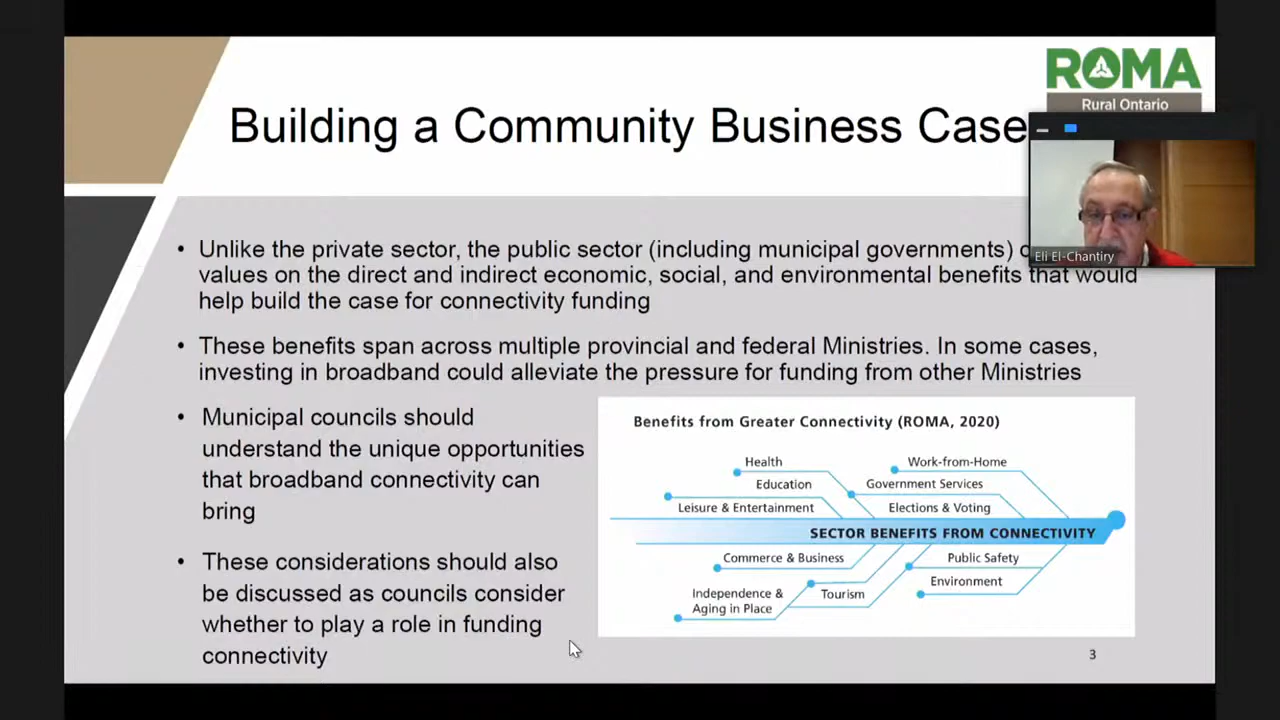 ROMA
Rural Ontario
Building a Community Business Case
Eli El-Chantiry
• Unlike the private sector, the public sector (including municipal governments)
values on the direct and indirect economic, social, and environmental benefits that would
help build the case for connectivity funding
• These benefits span across multiple provincial and federal Ministries. In some cases,
investing in broadband could alleviate the pressure for funding from other Ministries
• Municipal councils should
understand the unique opportunities
that broadband connectivity can
bring
• These considerations should also
be discussed as councils consider
whether to play a role in funding
connectivity
Benefits from Greater Connectivity (ROMA, 2020)
Health
Work-from-Home
Education
Government Services
Leisure & Entertainment
Elections & Voting
SECTOR BENEFITS FROM CONNECTIVITY
Commerce & Business
Public Safety
Independence &
Aging in Place
Tourism
Environment
3